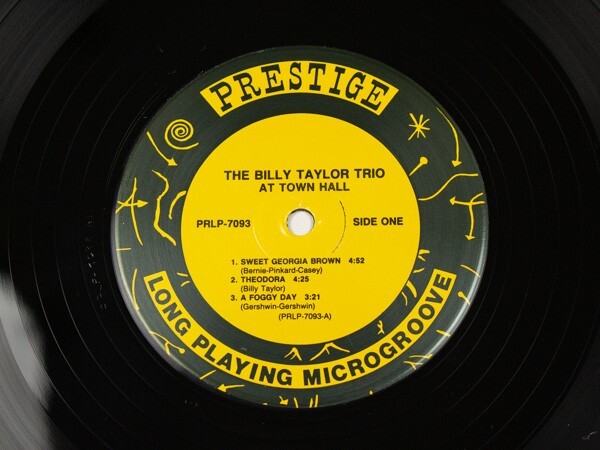 PRESTIGE
THE BILLY TAYLOR TRIO
AT TOWN HALL
PRLP-7093
SIDE ONE
1. SWEET GEORGIA BROWN 4:52
(Bernie-Pinkard-Casey)
2. THEODORA 4:25
(Billy Taylor)
3. A FOGGY DAY 3:21
(Gershwin-Gershwin)
(PRLP-7093-A)
LONG PLAYING MICROGROOVE